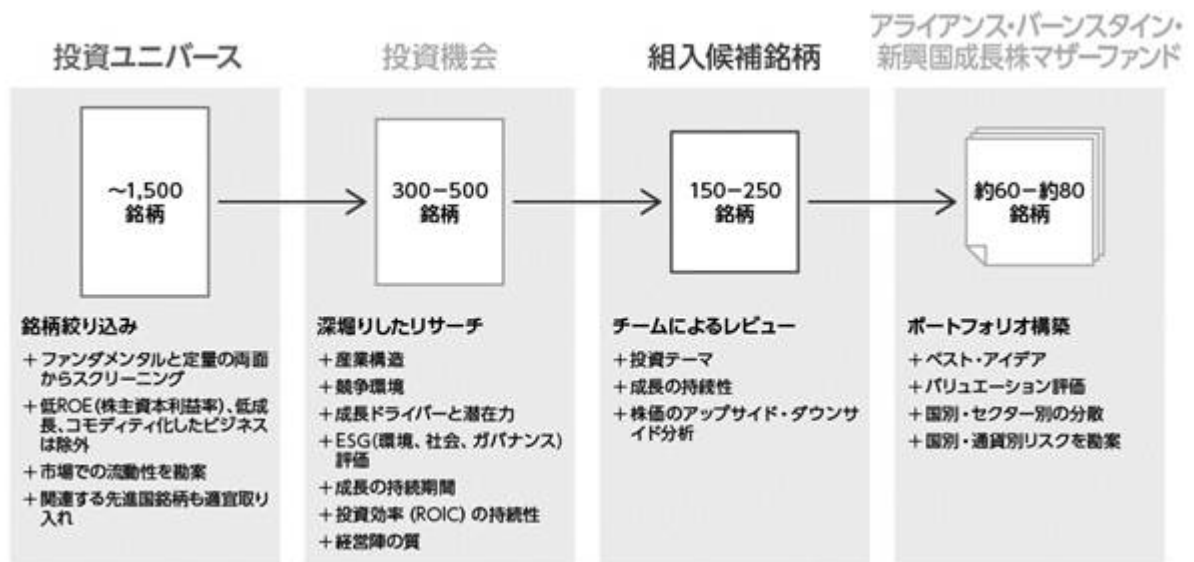 投資ユニバース
~1,500
銘柄
銘柄絞り込み
+ファンダメンタルと定量の両面
からスクリーニング
+低ROE(株主資本利益率)、低成
長、コモディティ化したビジネス
は除外
+市場での流動性を勘案
+関連する先進国銘柄も適宜取り
入れ
投資機会
300-500
銘柄
深堀りしたリサーチ
+産業構造
+競争環境
+成長ドライバーと潜在力
+ESG(環境、社会、ガバナンス)
評価
+成長の持続期間
+投資効率 (ROIC) の持続性
+経営陣の質
組入候補銘柄
150-250
銘柄
チームによるレビュー
+投資テーマ
+成長の持続性
+株価のアップサイド・ダウンサ
イド分析
アライアンス・バーンスタイン・
新興国成長株マザーファンド
約60-約80
銘柄
ポートフォリオ構築
+ベスト・アイデア
+バリュエーション評価
+国別・セクター別の分散
+国別・通貨別リスクを勘案